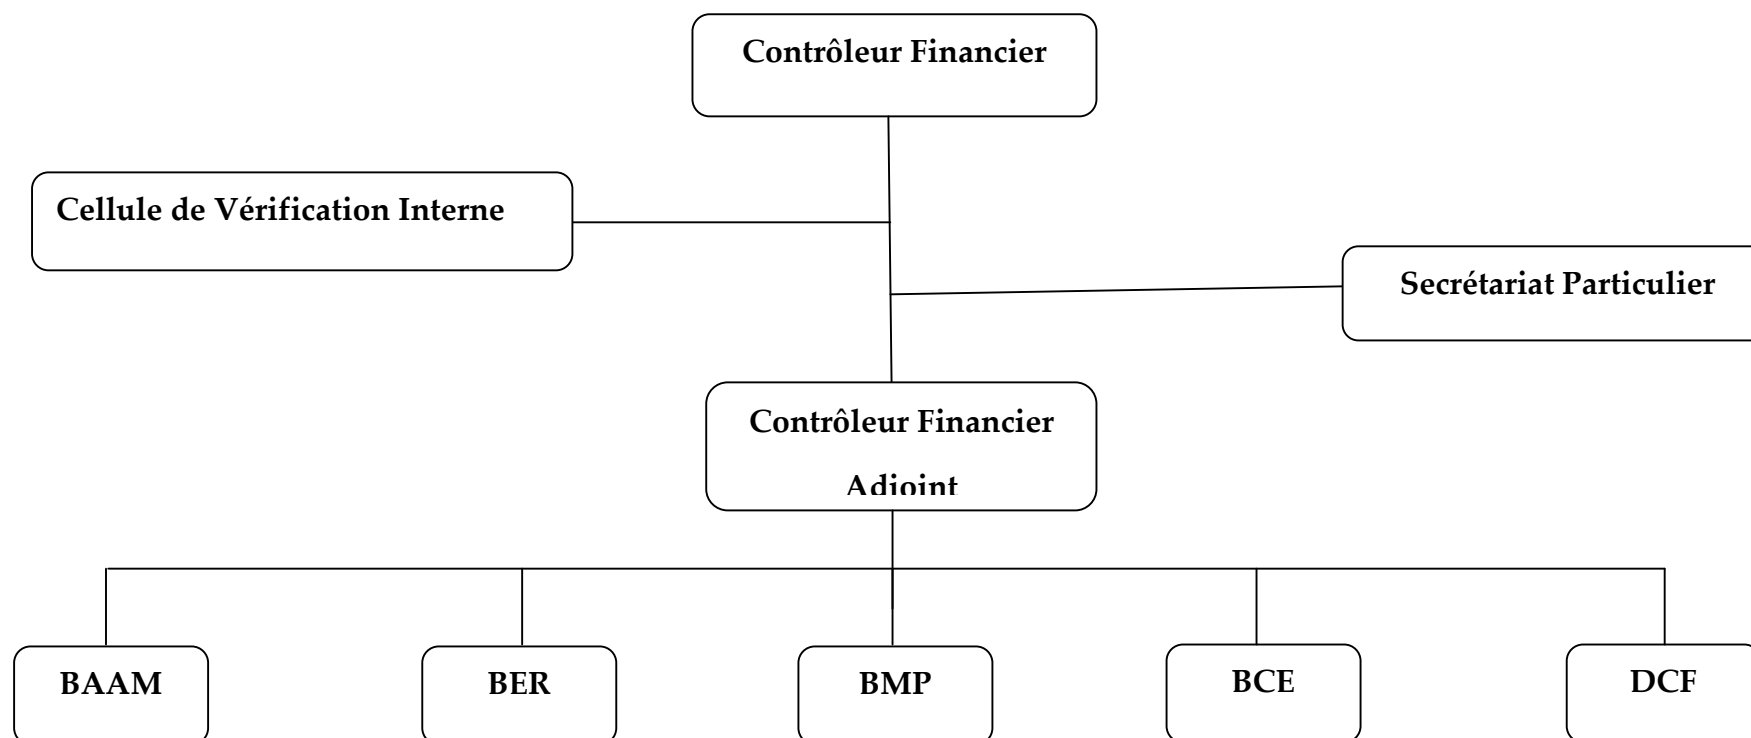 Contrôleur Financier
Cellule de Vérification Interne
Secrétariat Particulier
Contrôleur Financier
Adjoint
BAAM
BER
BMP
BCE
DCF